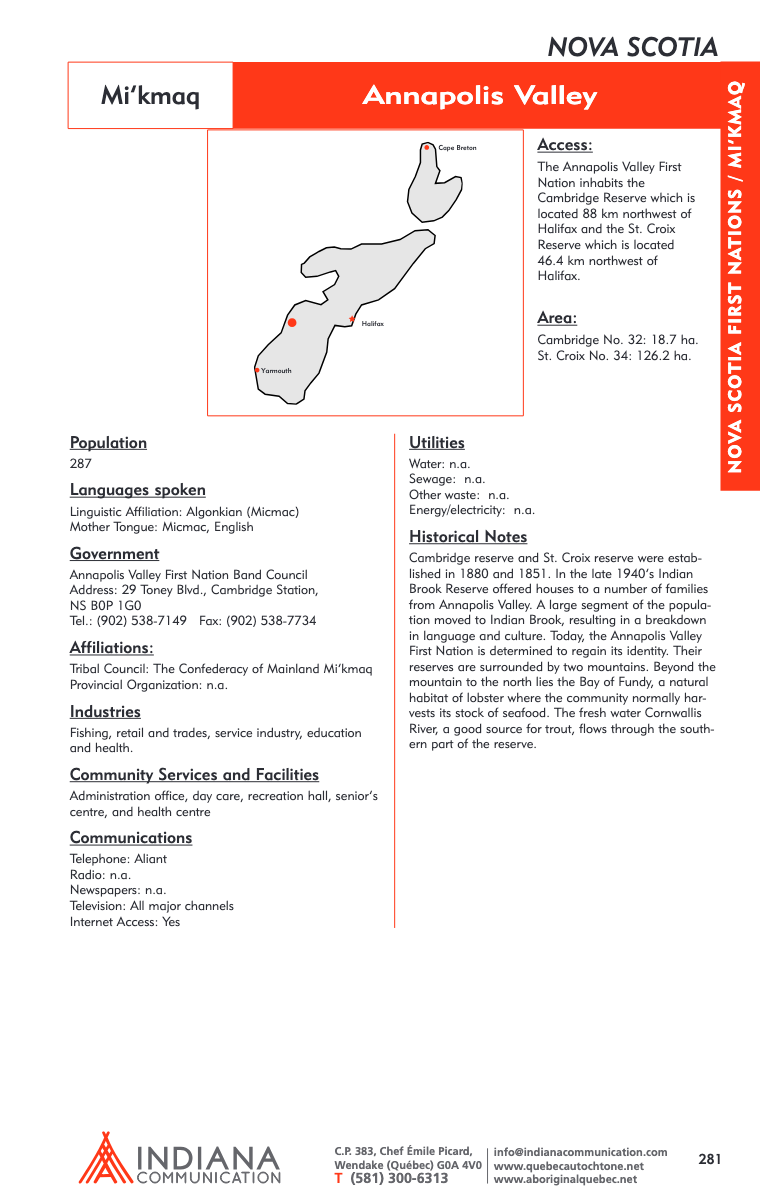 NOVA SCOTIA
Mi'kmaq
Annapolis Valley
NOVA SCOTIA FIRST NATIONS / MI'KMAQ
Cape Breton
Halifax
Yarmouth
Access:
The Annapolis Valley First
Nation inhabits the
Cambridge Reserve which is
located 88 km northwest of
Halifax and the St. Croix
Reserve which is located
46.4 km northwest of
Halifax.
Area:
Cambridge No. 32: 18.7 ha.
St. Croix No. 34: 126.2 ha.
Population
287
Languages spoken
Linguistic Affiliation: Algonkian (Micmac)
Mother Tongue: Micmac, English
Government
Annapolis Valley First Nation Band Council
Address: 29 Toney Blvd., Cambridge Station,
NS B0P 1G0
Tel.: (902) 538-7149 Fax: (902) 538-7734
Affiliations:
Tribal Council: The Confederacy of Mainland Mi'kmaq
Provincial Organization: n.a.
Industries
Fishing, retail and trades, service industry, education
and health.
Community Services and Facilities
Administration office, day care, recreation hall, senior's
centre, and health centre
Communications
Telephone: Aliant
Radio: n.a.
Newspapers: n.a.
Television: All major channels
Internet Access: Yes
Utilities
Water: n.a.
Sewage: n.a.
Other waste: n.a.
Energy/electricity: n.a.
Historical Notes
Cambridge reserve and St. Croix reserve were estab-
lished in 1880 and 1851. In the late 1940's Indian
Brook Reserve offered houses to a number of families
from Annapolis Valley. A large segment of the popula-
tion moved to Indian Brook, resulting in a breakdown
in language and culture. Today, the Annapolis Valley
First Nation is determined to regain its identity. Their
reserves are surrounded by two mountains. Beyond the
mountain to the north lies the Bay of Fundy, a natural
habitat of lobster where the community normally har-
vests its stock of seafood. The fresh water Cornwallis
River, a good source for trout, flows through the south-
ern part of the reserve.
INDIANA
COMMUNICATION
C.P. 383, Chef Émile Picard,
Wendake (Québec) G0A 4V0
T (581) 300-6313
info@indianacommunication.com
www.quebecautochtone.net
www.aboriginalquebec.net
281